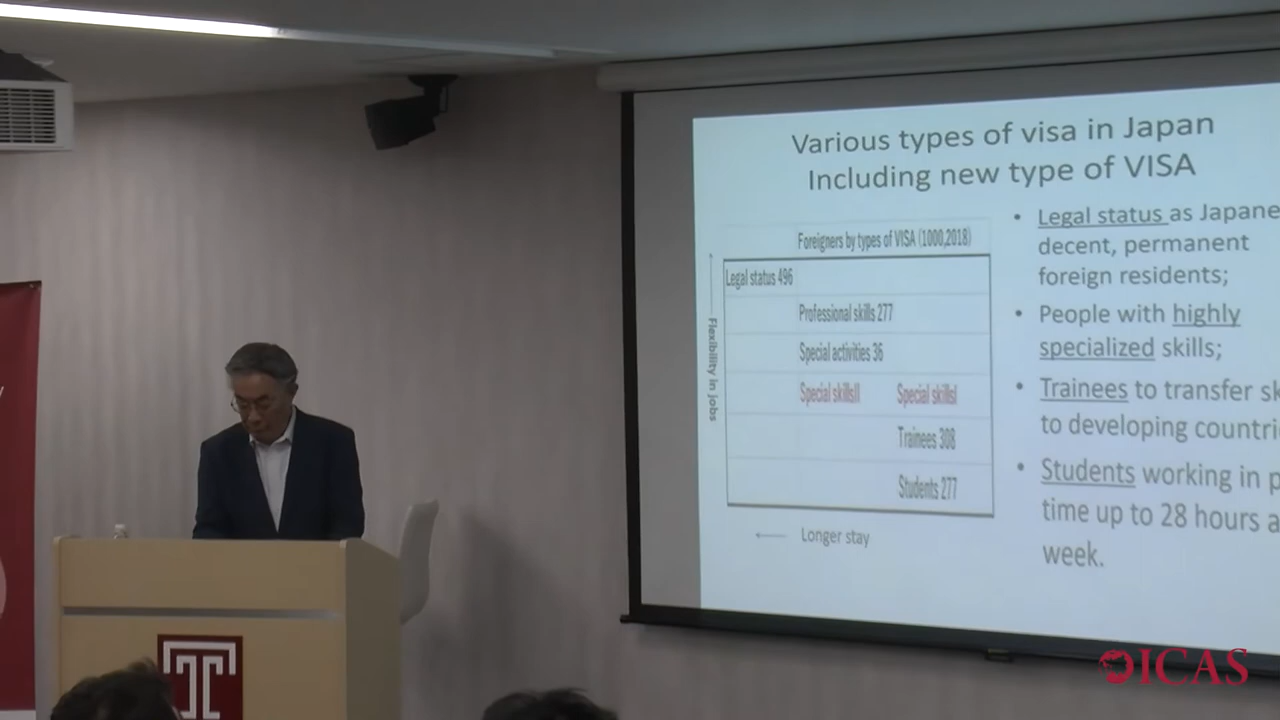 Various types of visa in Japan
Including new type of VISA
Foreigners by types of VISA (1000,2018)
Legal status 496
Professional skills 277
Special activities 36
Special skillsII Special skillsI
Trainees 308
Students 277
Flexibility in jobs
Longer stay
• Legal status as Japane
decent, permanent
foreign residents;
• People with highly
specialized skills;
• Trainees to transfer sk
to developing countri
• Students working in p
time up to 28 hours a
week.
T
ICAS